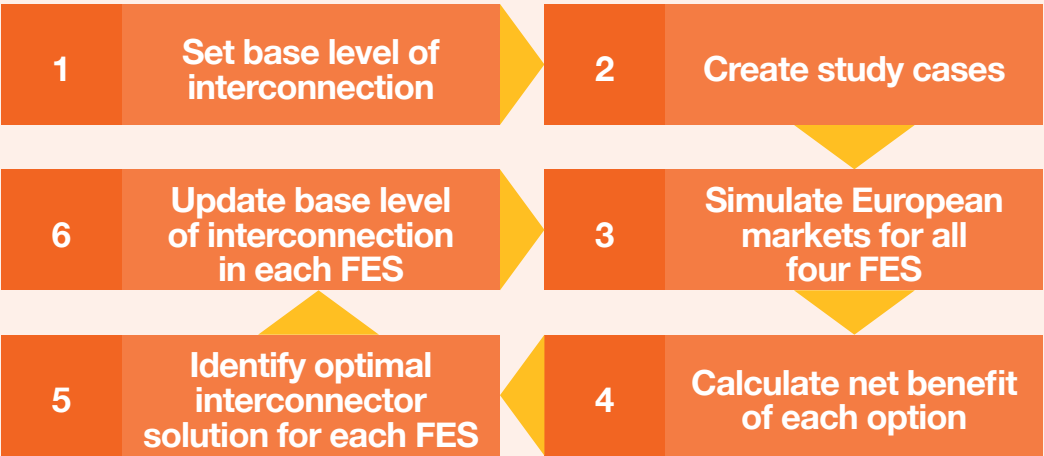 1
Set base level of
interconnection
2
Create study cases
6
Update base level
of interconnection
in each FES
3
Simulate European
markets for all
four FES
5
Identify optimal
interconnector
solution for each FES
4
Calculate net benefit
of each option